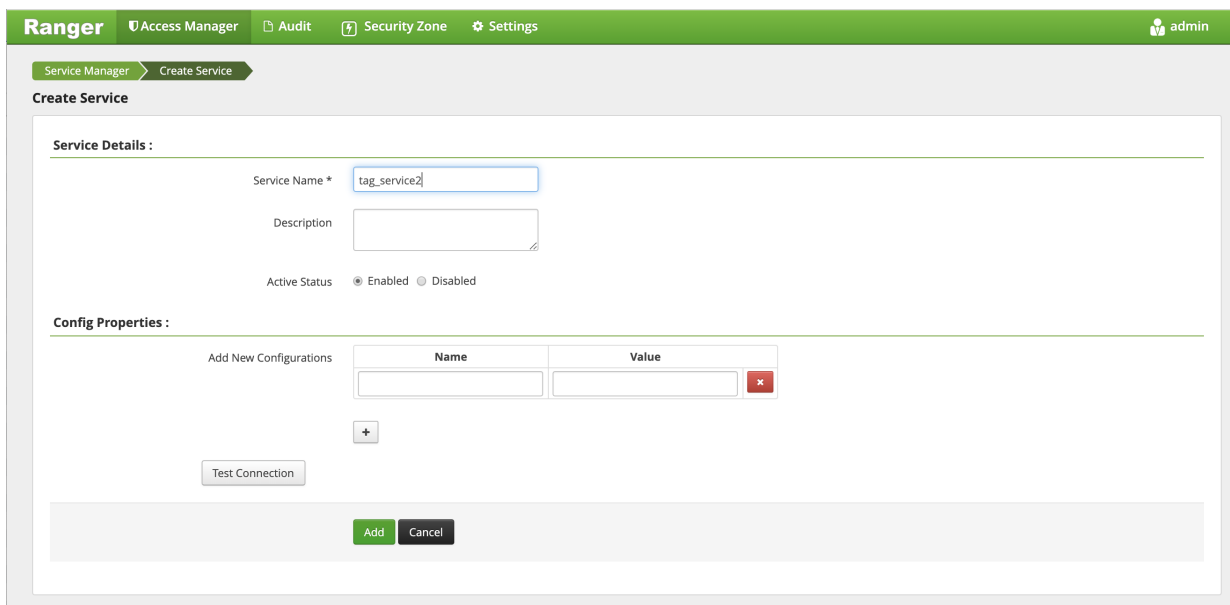 Ranger Access Manager Audit Security Zone Settings admin
Service Manager Create Service
Create Service
Service Details :
Service Name * tag_service2
Description
Active Status Enabled Disabled
Config Properties :
Add New Configurations Name Value
+
Test Connection
Add Cancel